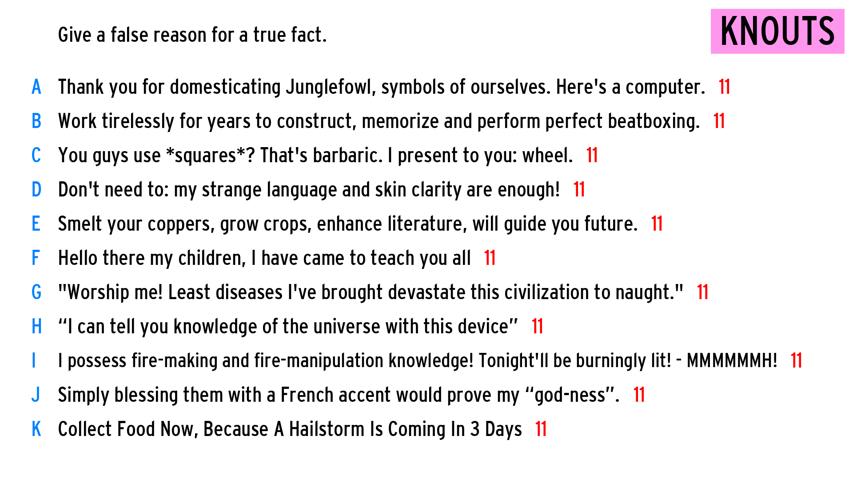 Give a false reason for a true fact.
KNOUTS
A Thank you for domesticating Junglefowl, symbols of ourselves. Here's a computer. 11
B Work tirelessly for years to construct, memorize and perform perfect beatboxing. 11
C You guys use *squares*? That's barbaric. I present to you: wheel. 11
D Don't need to: my strange language and skin clarity are enough! 11
E Smelt your coppers, grow crops, enhance literature, will guide you future. 11
F Hello there my children, I have came to teach you all 11
G "Worship me! Least diseases I've brought devastate this civilization to naught." 11
H “I can tell you knowledge of the universe with this device” 11
I I possess fire-making and fire-manipulation knowledge! Tonight'll be burningly lit! - MMMMMMH! 11
J Simply blessing them with a French accent would prove my “god-ness”. 11
K Collect Food Now, Because A Hailstorm Is Coming In 3 Days 11